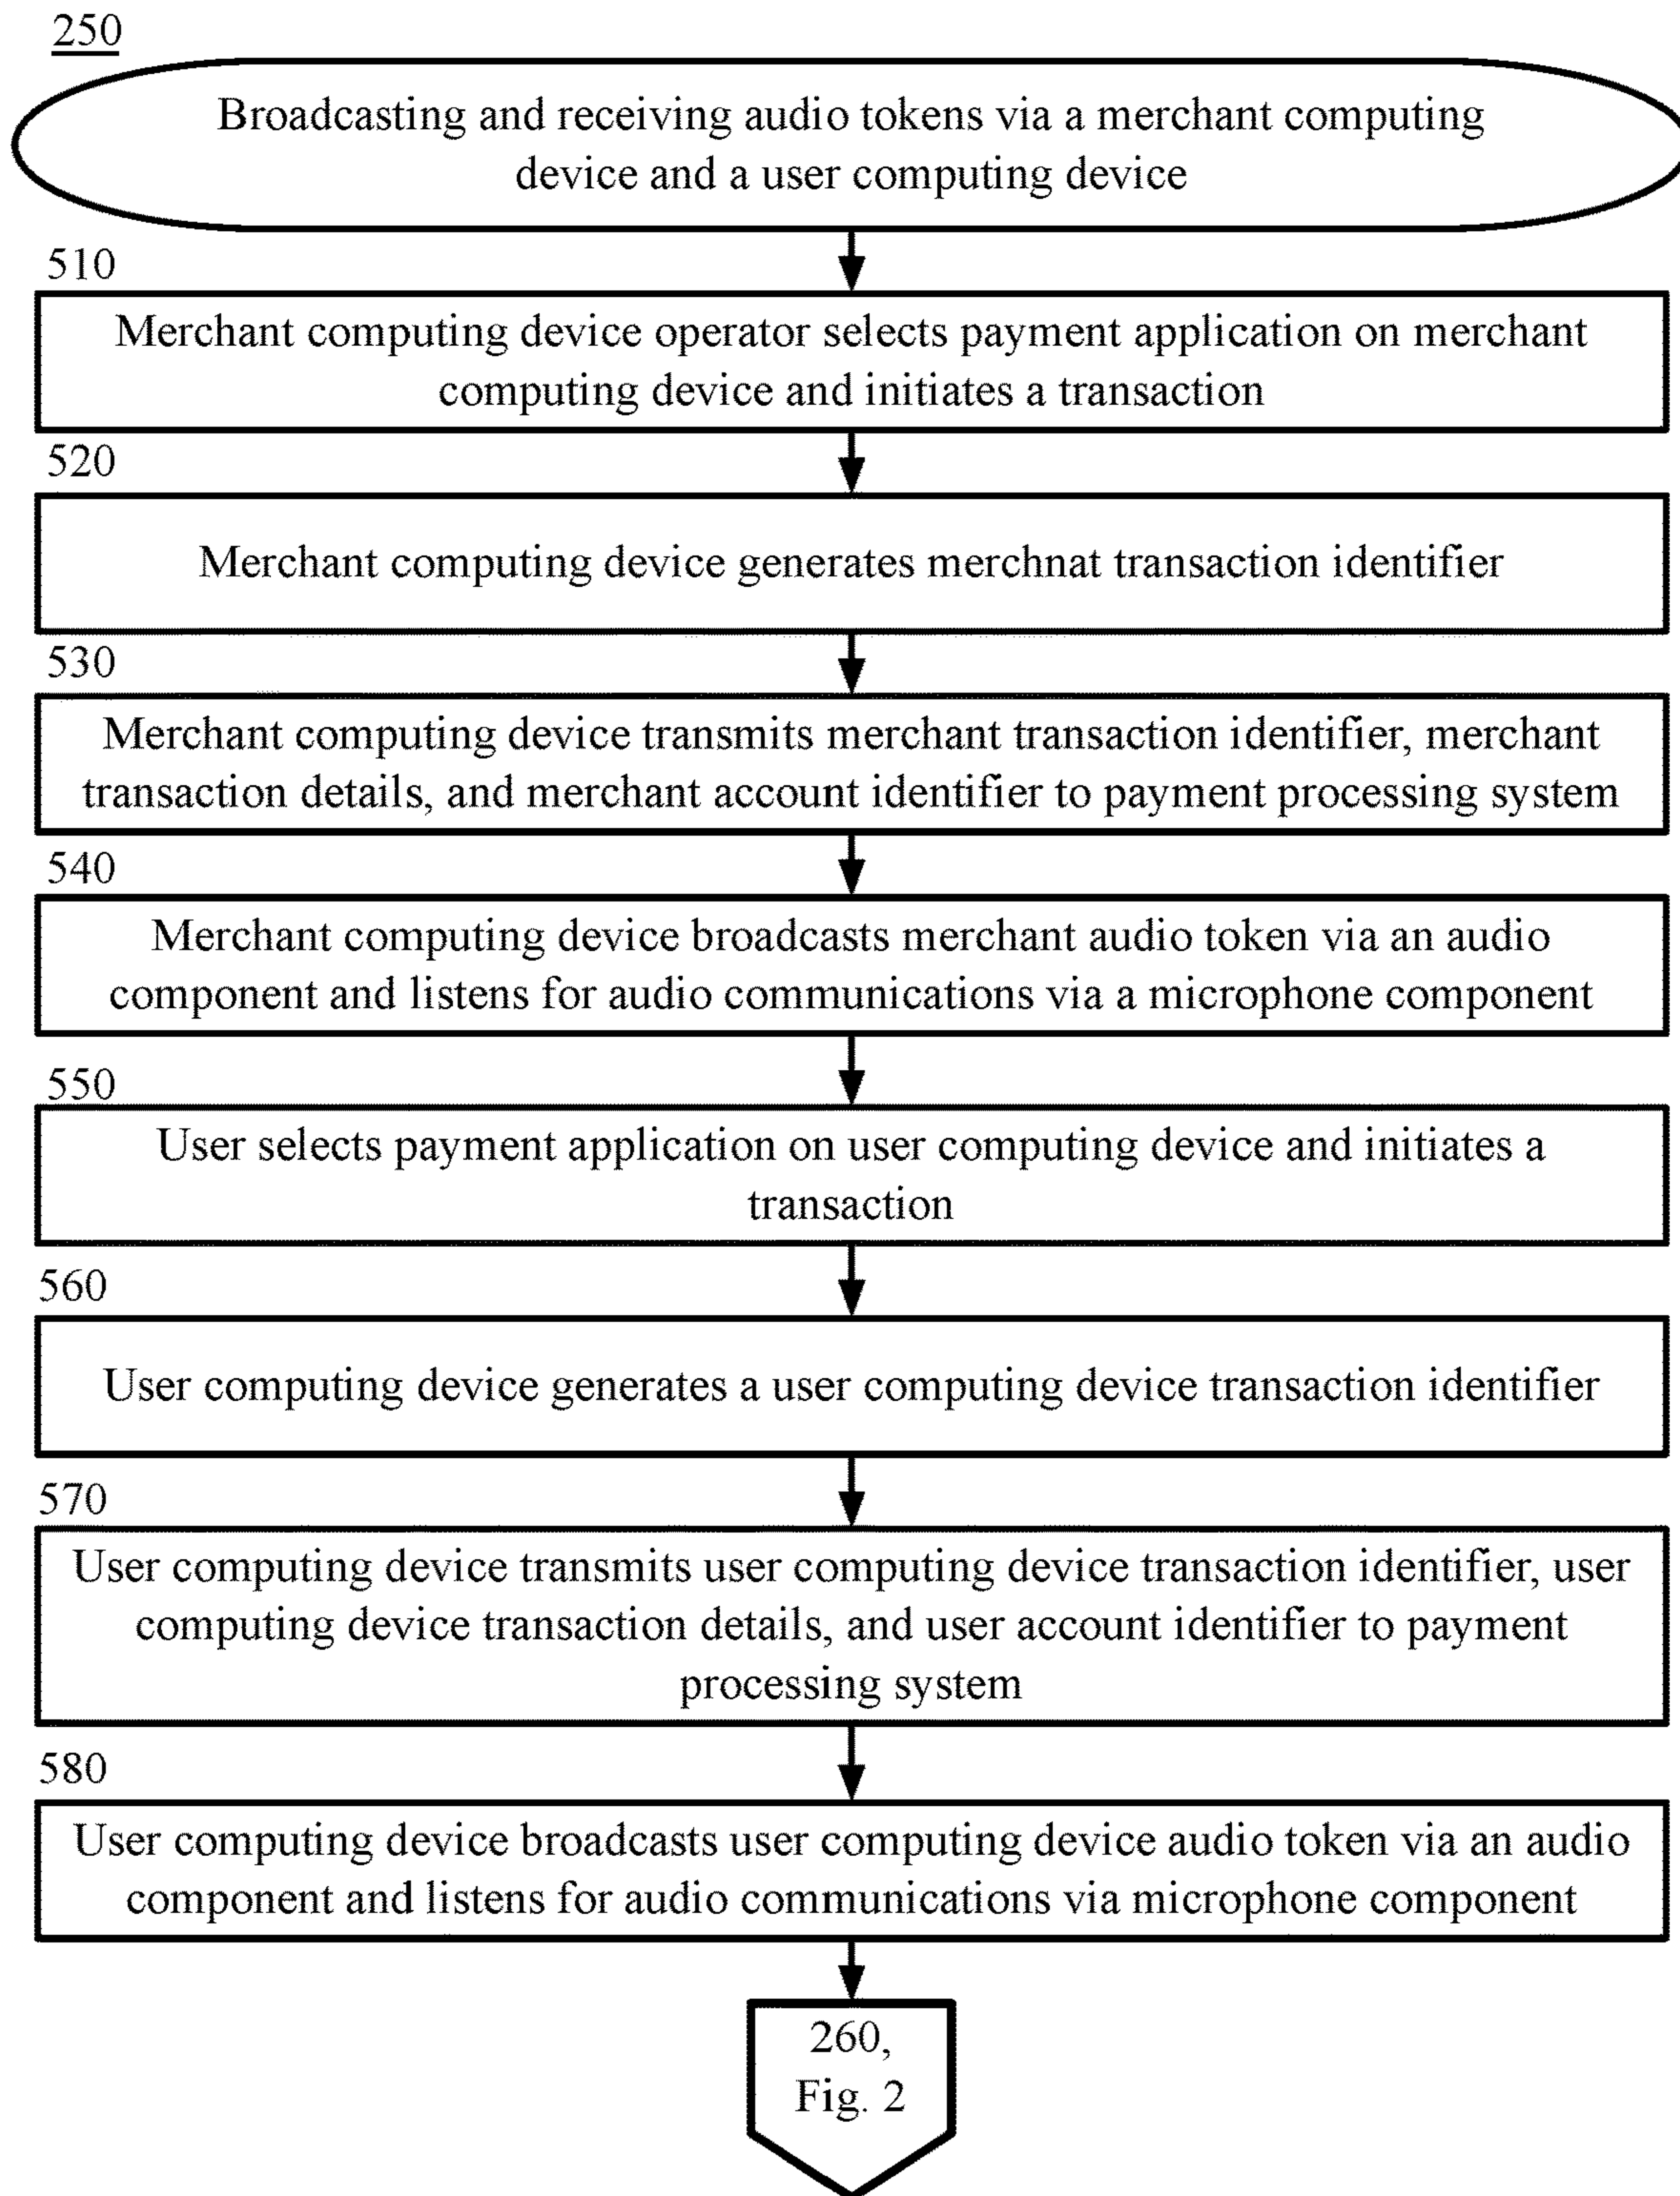 250
Broadcasting and receiving audio tokens via a merchant computing
device and a user computing device
510
Merchant computing device operator selects payment application on merchant
computing device and initiates a transaction
520
Merchant computing device generates merchnat transaction identifier
530
Merchant computing device transmits merchant transaction identifier, merchant
transaction details, and merchant account identifier to payment processing system
540
Merchant computing device broadcasts merchant audio token via an audio
component and listens for audio communications via a microphone component
550
User selects payment application on user computing device and initiates a
transaction
560
User computing device generates a user computing device transaction identifier
570
User computing device transmits user computing device transaction identifier, user
computing device transaction details, and user account identifier to payment
processing system
580
User computing device broadcasts user computing device audio token via an audio
component and listens for audio communications via microphone component
260,
Fig. 2